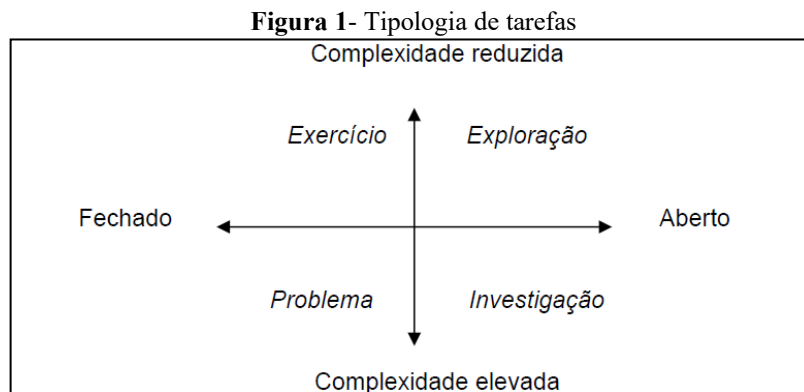 Figura 1- Tipologia de tarefas
Complexidade reduzida
Exercício Exploração
Fechado Aberto
Problema Investigação
Complexidade elevada